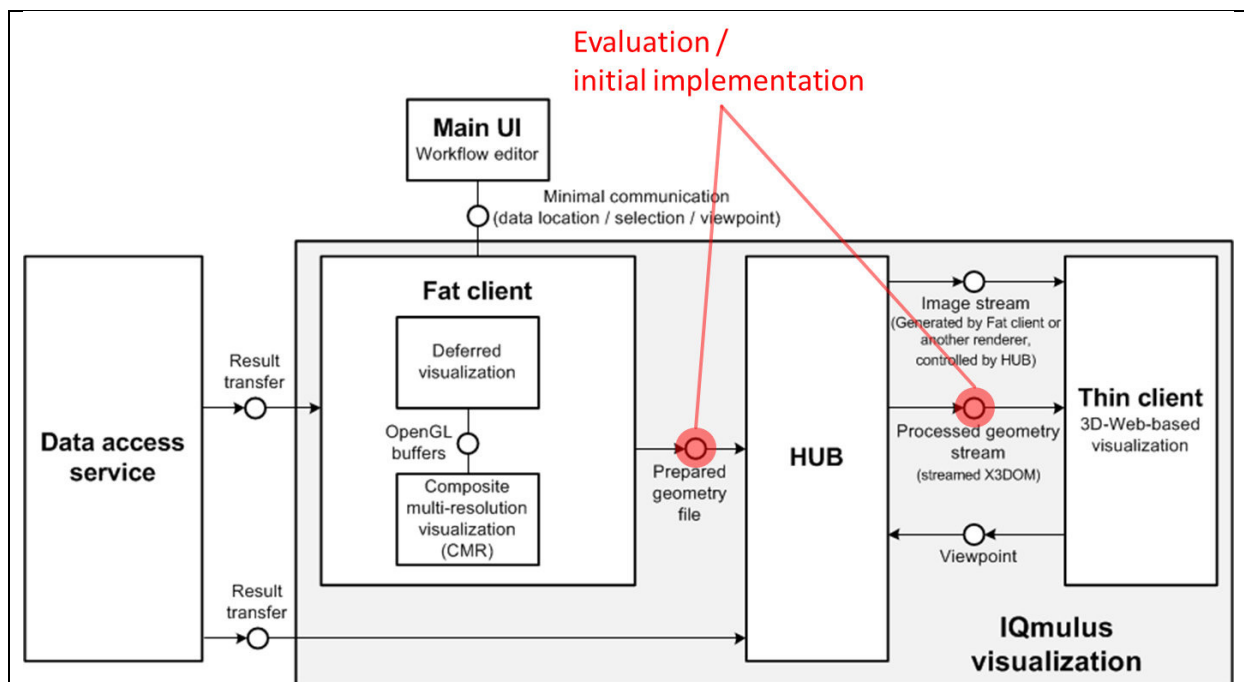 Evaluation /
initial implementation
Main UI
Workflow editor
Minimal communication
(data location / selection / viewpoint)
Data access
service
Result
transfer
Result
transfer
Fat client
Deferred
visualization
OpenGL
buffers
Composite
multi-resolution
visualization
(CMR)
Prepared
geometry
file
HUB
Image stream
(Generated by Fat client or
another renderer,
controlled by HUB)
Processed geometry
stream
(streamed X3DOM)
Viewpoint
Thin client
3D-Web-based
visualization
IQmulus
visualization